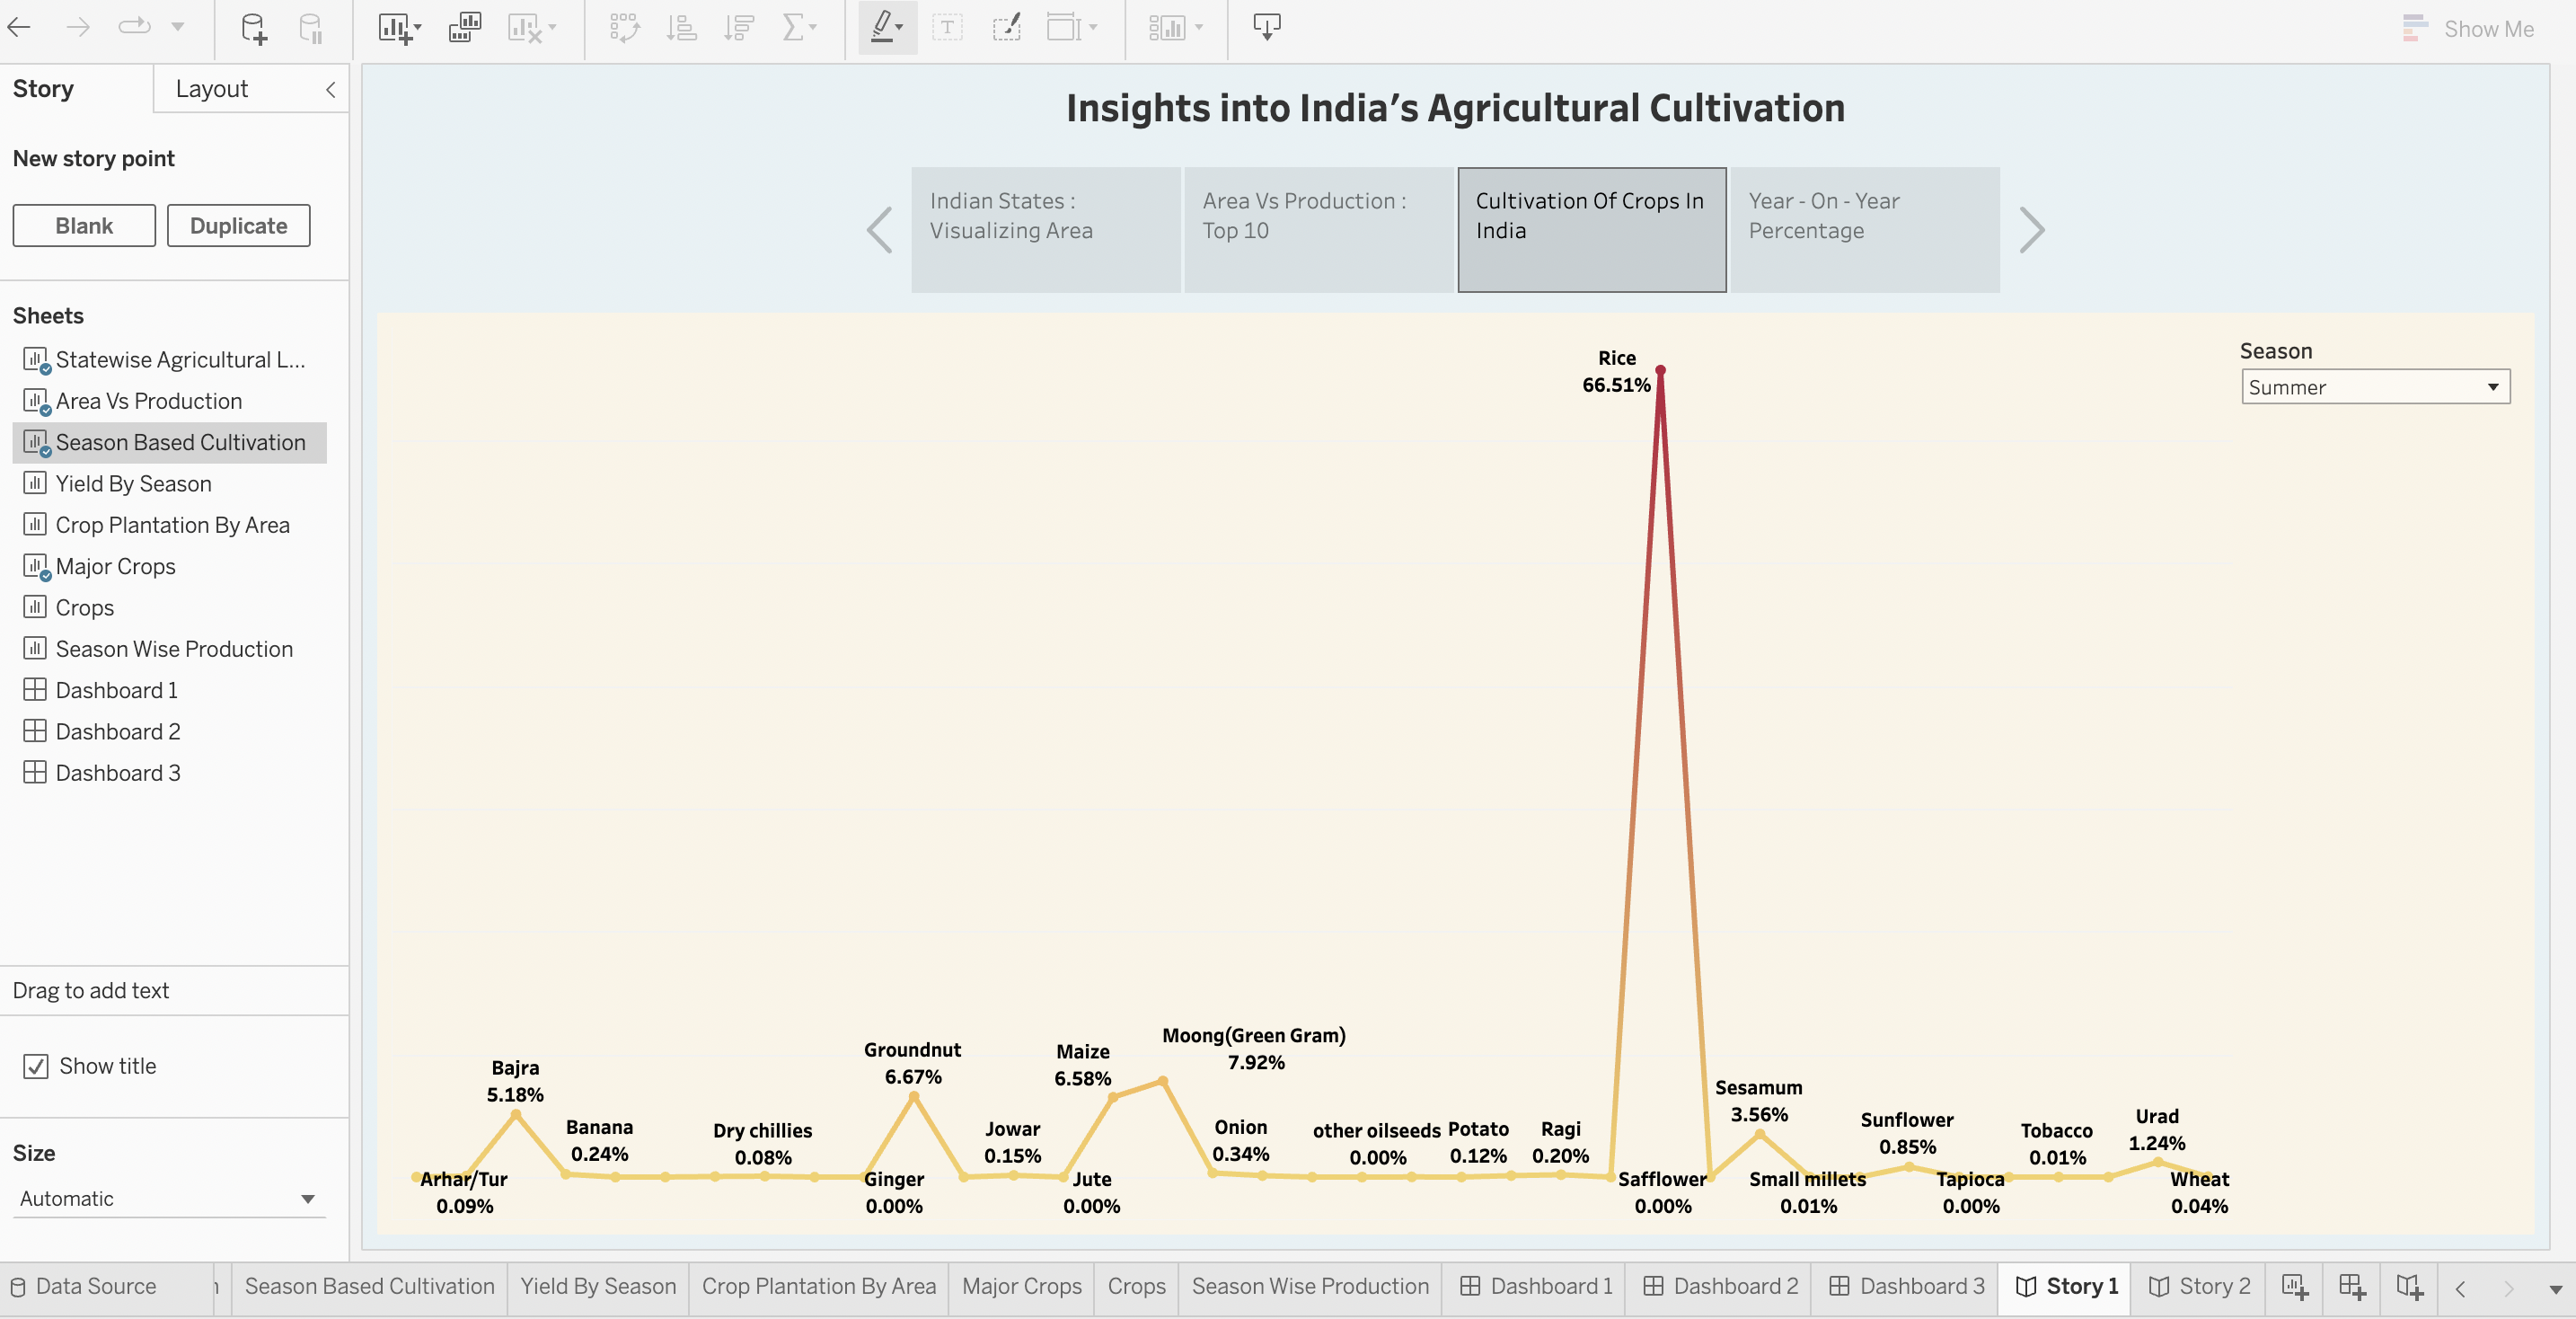 Show Me
Story
Layout
New story point
Blank
Duplicate
Sheets
Statewise Agricultural L...
Area Vs Production
Season Based Cultivation
Yield By Season
Crop Plantation By Area
Major Crops
Crops
Season Wise Production
Dashboard 1
Dashboard 2
Dashboard 3
Drag to add text
Show title
Size
Automatic
Insights into India's Agricultural Cultivation
Indian States :
Visualizing Area
Area Vs Production :
Top 10
Cultivation Of Crops In
India
Year - On - Year
Percentage
Season
Summer
Rice
66.51%
Bajra
5.18%
Banana
0.24%
Dry chillies
0.08%
Groundnut
6.67%
Jowar
0.15%
Maize
6.58%
Moong(Green Gram)
7.92%
Onion
0.34%
other oilseeds
0.00%
Potato
0.12%
Ragi
0.20%
Sesamum
3.56%
Sunflower
0.85%
Tobacco
0.01%
Urad
1.24%
Arhar/Tur
0.09%
Ginger
0.00%
Jute
0.00%
Safflower
0.00%
Small millets
0.01%
Tapioca
0.00%
Wheat
0.04%
Data Source
Season Based Cultivation
Yield By Season
Crop Plantation By Area
Major Crops
Crops
Season Wise Production
Dashboard 1
Dashboard 2
Dashboard 3
Story 1
Story 2